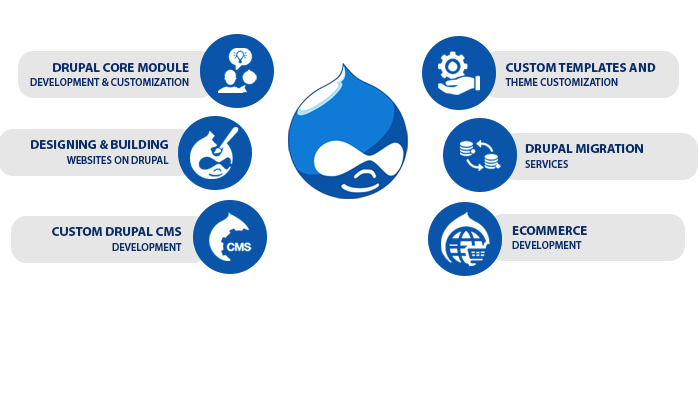 DRUPAL CORE MODULE
DEVELOPMENT & CUSTOMIZATION
DESIGNING & BUILDING
WEBSITES ON DRUPAL
CUSTOM DRUPAL CMS
DEVELOPMENT
CMS
CUSTOM TEMPLATES AND
THEME CUSTOMIZATION
DRUPAL MIGRATION
SERVICES
ECOMMERCE
DEVELOPMENT